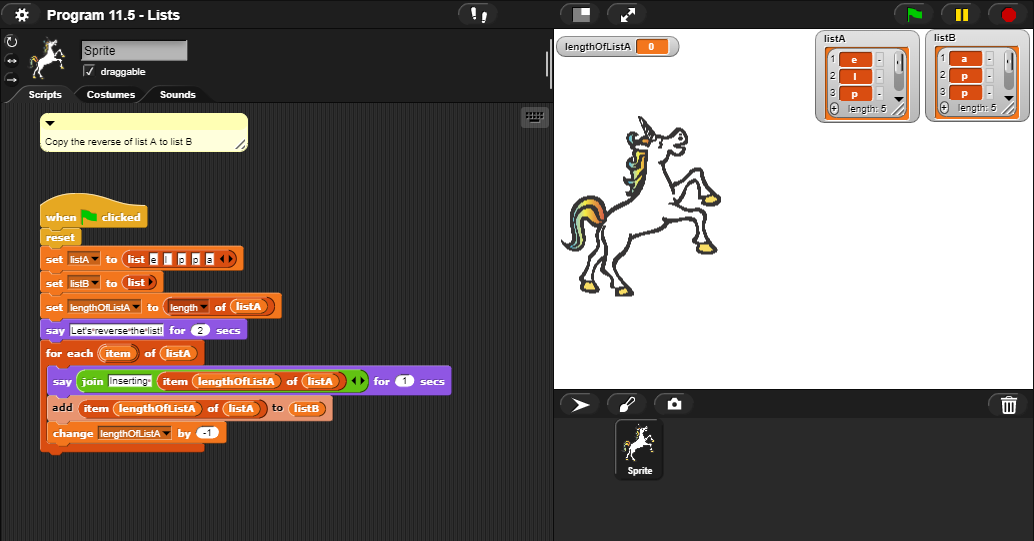 Program 11.5 - Lists
Sprite
draggable
Scripts Costumes Sounds
Copy the reverse of list A to list B
when clicked
reset
set listA to list e l p p a
set listB to list
set lengthOfListA to length of listA
say Let's reverse the list! for 2 secs
for each item of listA
say join Inserting item lengthOfListA of listA for 1 secs
add item lengthOfListA of listA to listB
change lengthOfListA by -1
lengthOfListA 0
listA
1 e -
2 l -
3 p -
+ length: 5
listB
1 a -
2 p -
3 p -
+ length: 5
Sprite